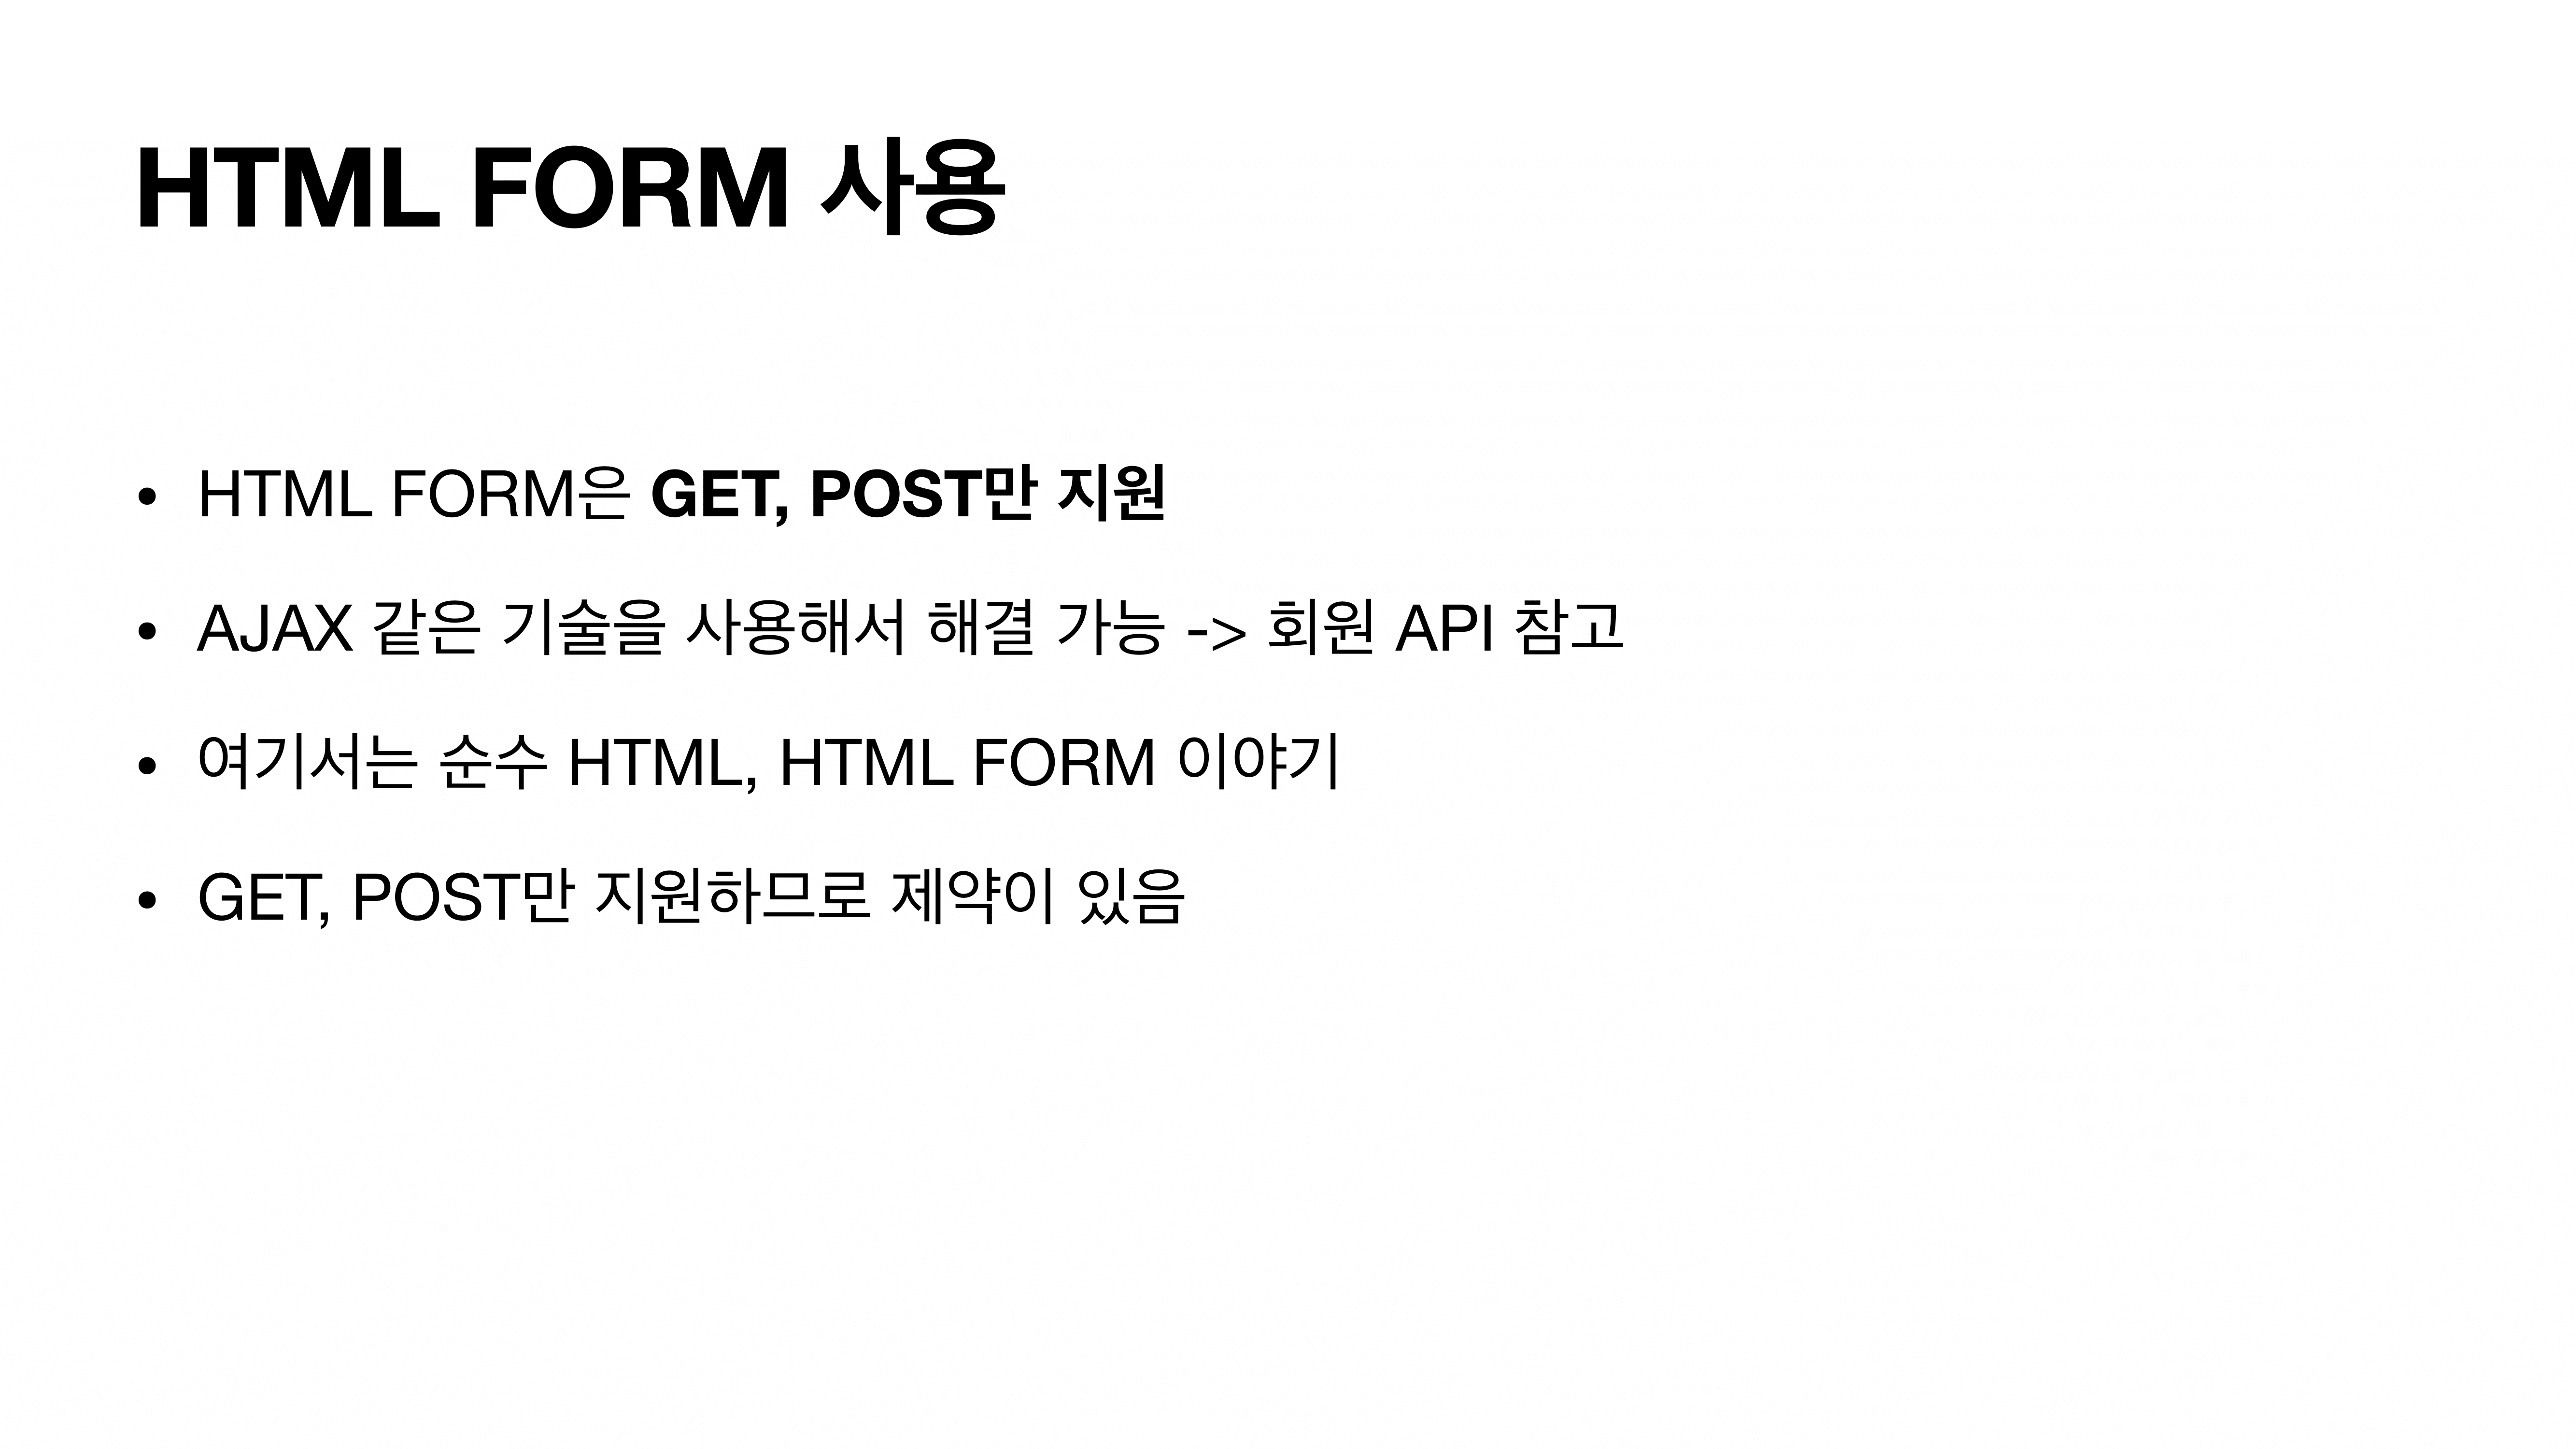 HTML FORM 사용
• HTML FORM은 GET, POST만 지원
• AJAX 같은 기술을 사용해서 해결 가능 -> 회원 API 참고
• 여기서는 순수 HTML, HTML FORM 이야기
• GET, POST만 지원하므로 제약이 있음